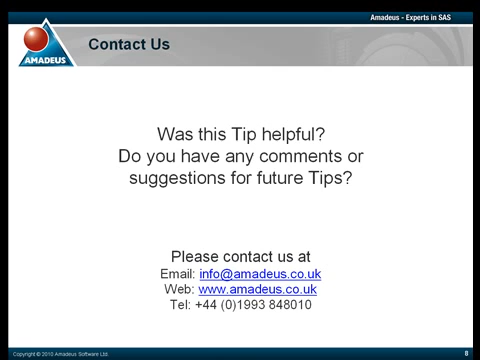 Amadeus - Experts in SAS
Contact Us
AMADEUS
Was this Tip helpful?
Do you have any comments or
suggestions for future Tips?
Please contact us at
Email: info@amadeus.co.uk
Web: www.amadeus.co.uk
Tel: +44 (0)1993 848010
Copyright © 2010 Amadeus Software Ltd.
8